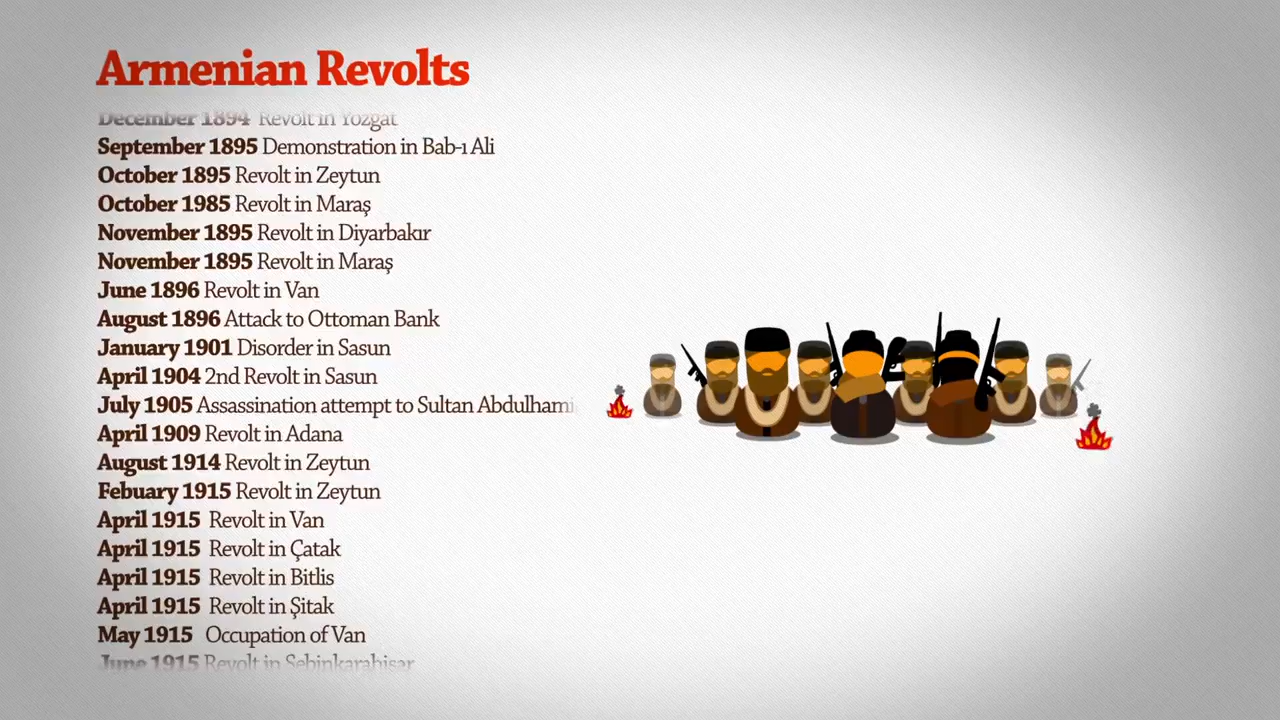 Armenian Revolts
December 1894 Revolt in Yozgat
September 1895 Demonstration in Bab-ı Ali
October 1895 Revolt in Zeytun
October 1985 Revolt in Maraş
November 1895 Revolt in Diyarbakır
November 1895 Revolt in Maraş
June 1896 Revolt in Van
August 1896 Attack to Ottoman Bank
January 1901 Disorder in Sasun
April 1904 2nd Revolt in Sasun
July 1905 Assassination attempt to Sultan Abdulhami
April 1909 Revolt in Adana
August 1914 Revolt in Zeytun
Febuary 1915 Revolt in Zeytun
April 1915 Revolt in Van
April 1915 Revolt in Çatak
April 1915 Revolt in Bitlis
April 1915 Revolt in Şitak
May 1915 Occupation of Van
June 1915 Revolt in Sebinkarahisar